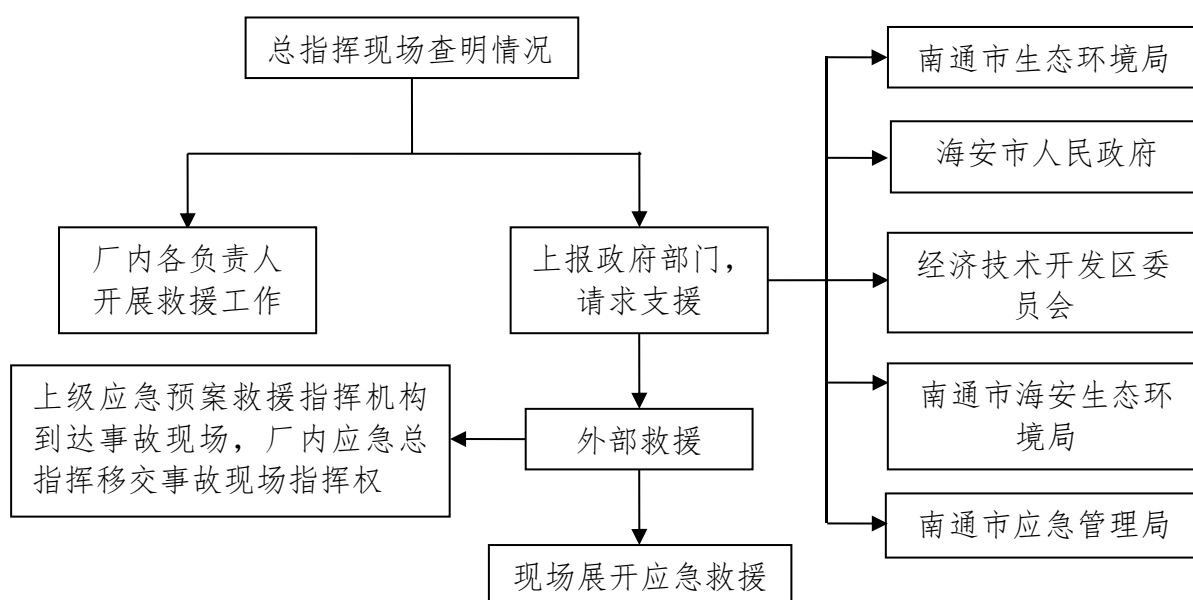 总指挥现场查明情况
南通市生态环境局
海安市人民政府
厂内各负责人
开展救援工作
上报政府部门，
请求支援
经济技术开发区委
员会
上级应急预案救援指挥机构
到达事故现场，厂内应急总
指挥移交事故现场指挥权
外部救援
南通市海安生态环
境局
南通市应急管理局
现场展开应急救援